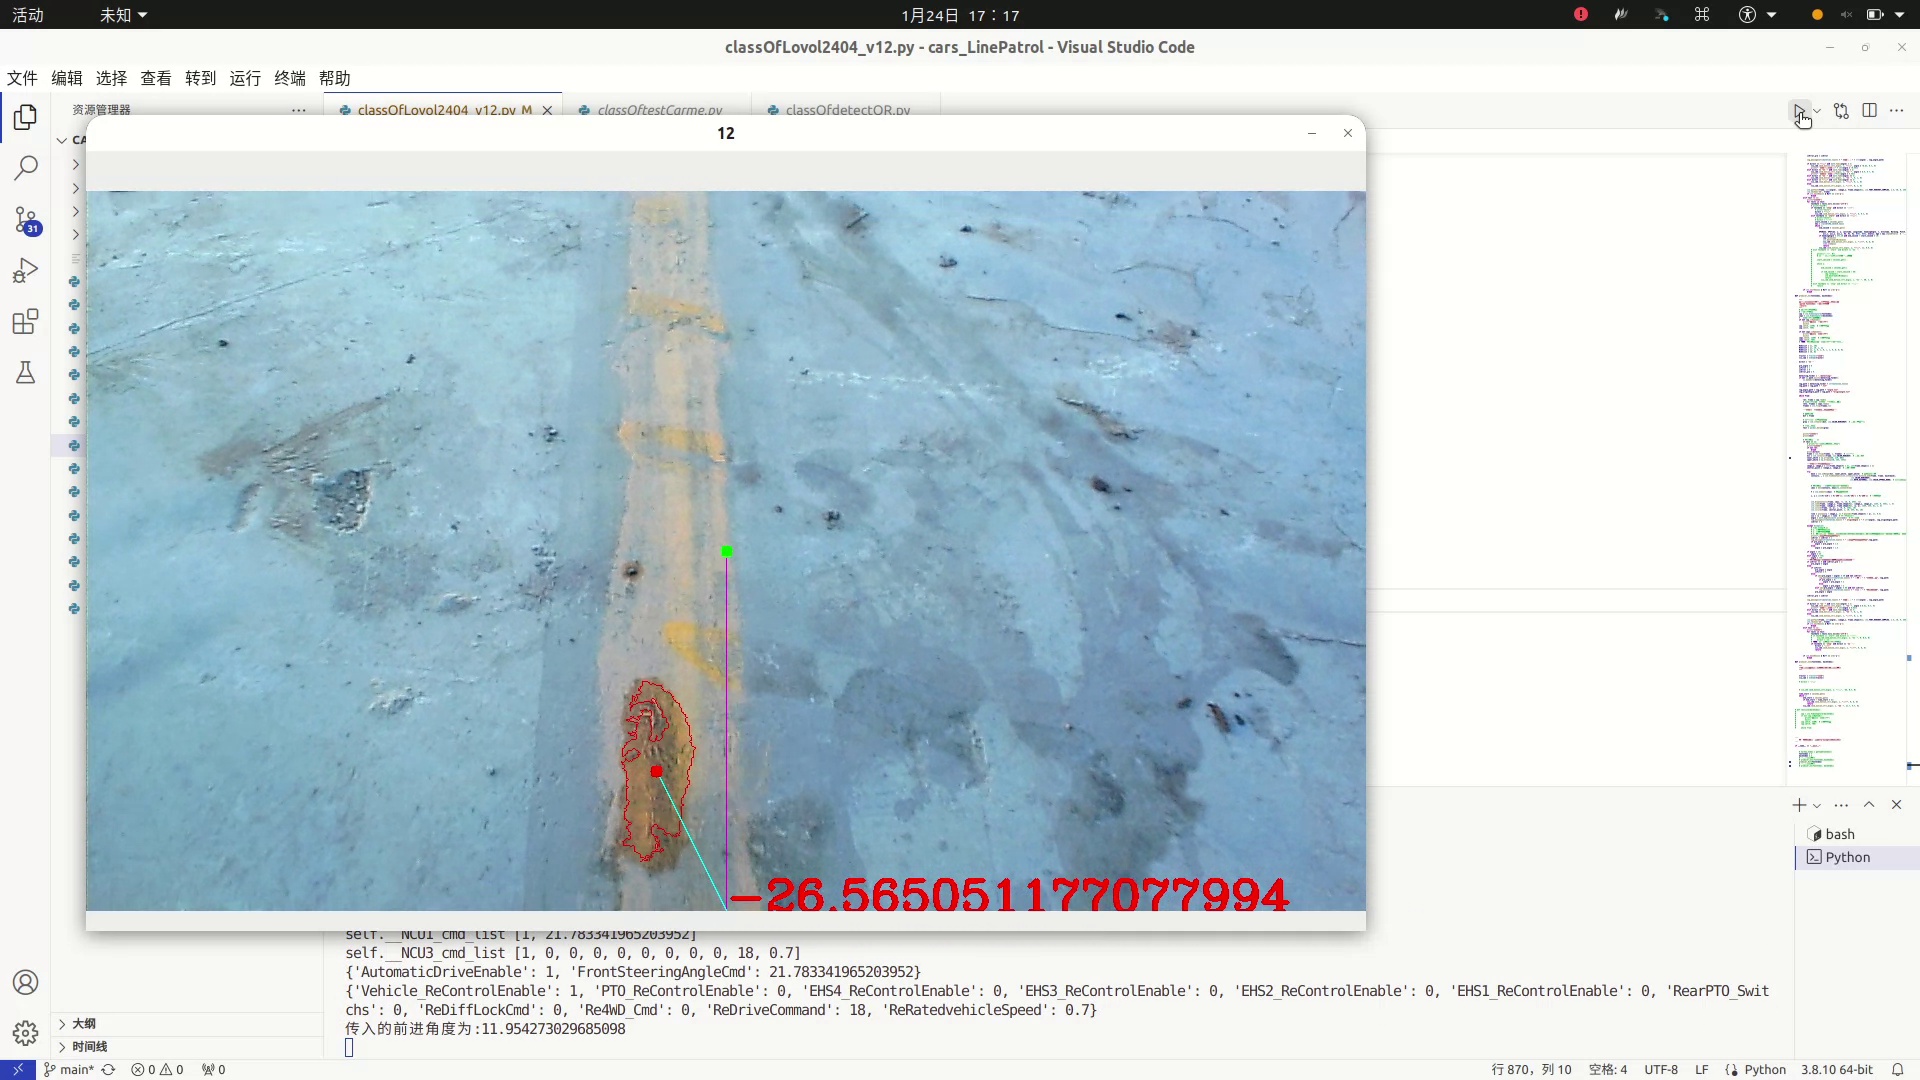 活动
未知
1月24日 17：17
classOfLovol2404_v12.py - cars_LinePatrol - Visual Studio Code
文件 编辑 选择 查看 转到 运行 终端 帮助
资源管理器
classOfLovol2404_v12.py M
classOftestCarme.py
classOfdetectQR.py
CA
12
31
-26.565051177077994
self.__NCU1_cmd_list [1, 21.783341965203952]
self.__NCU3_cmd_list [1, 0, 0, 0, 0, 0, 0, 0, 0, 18, 0.7]
{'AutomaticDriveEnable': 1, 'FrontSteeringAngleCmd': 21.783341965203952}
{'Vehicle_ReControlEnable': 1, 'PTO_ReControlEnable': 0, 'EHS4_ReControlEnable': 0, 'EHS3_ReControlEnable': 0, 'EHS2_ReControlEnable': 0, 'EHS1_ReControlEnable': 0, 'RearPTO_Swit
chs': 0, 'ReDiffLockCmd': 0, 'Re4WD_Cmd': 0, 'ReDriveCommand': 18, 'ReRatedvehicleSpeed': 0.7}
传入的前进角度为:11.954273029685098
bash
Python
大纲
时间线
main* 0 0 0
行 870，列 10 空格: 4 UTF-8 LF Python 3.8.10 64-bit